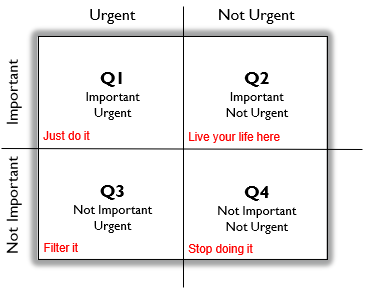 Urgent
Not Urgent
Important
Q1
Important
Urgent
Just do it
Q2
Important
Not Urgent
Live your life here
Not Important
Q3
Not Important
Urgent
Filter it
Q4
Not Important
Not Urgent
Stop doing it